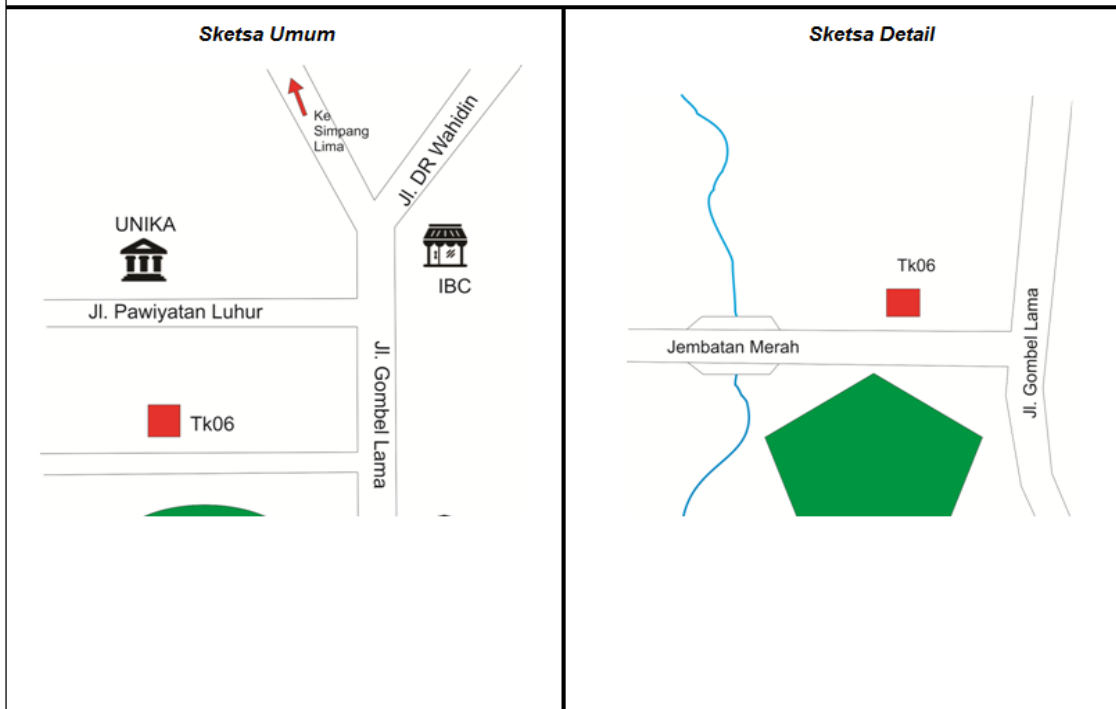 Sketsa Umum
Ke
Simpang
Lima
Jl. DR Wahidin
UNIKA
IBC
Jl. Pawiyatan Luhur
Jl. Gombel Lama
Tk06
Sketsa Detail
Tk06
Jembatan Merah
Jl. Gombel Lama